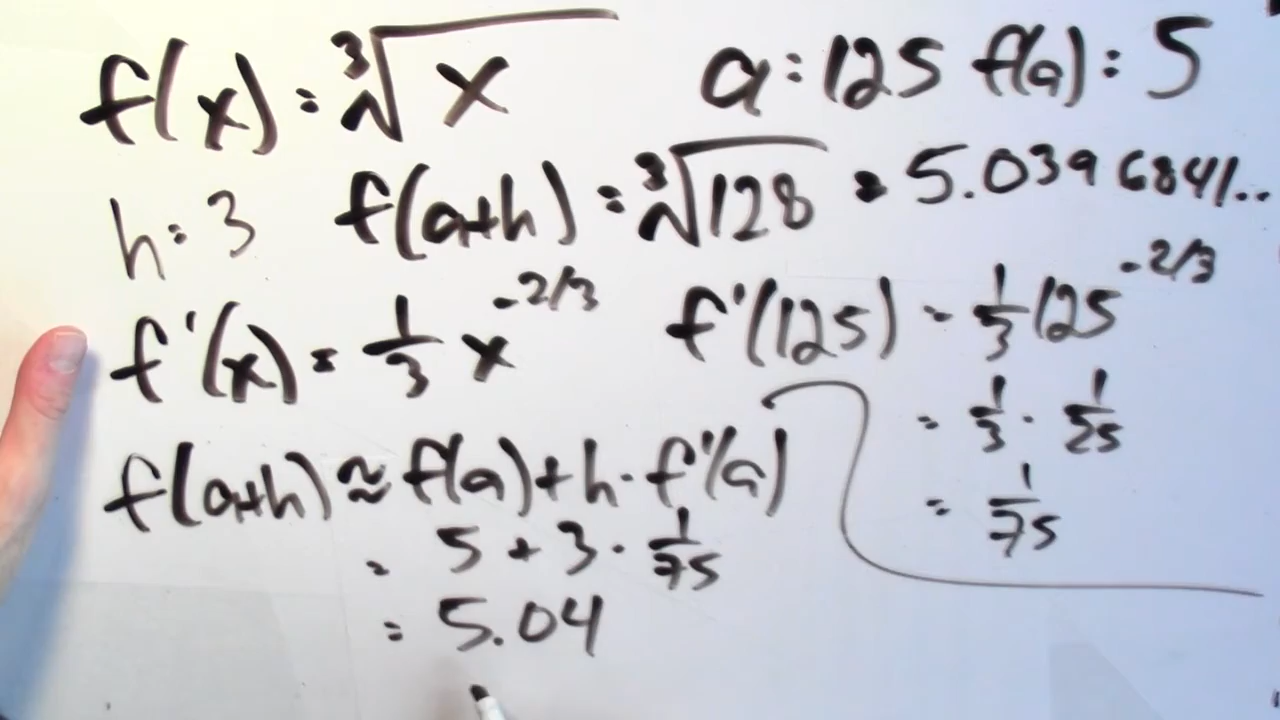 f(x) = ∛x a = 125 f(a) = 5
h = 3 f(a+h) = ∛128 = 5.0396841...
f'(x) = 1/3 x^-2/3 f'(125) = 1/3 125^-2/3
= 1/3 · 1/25
f(a+h) ≈ f(a) + h · f'(a)
= 1/75
= 5 + 3 · 1/75
= 5.04